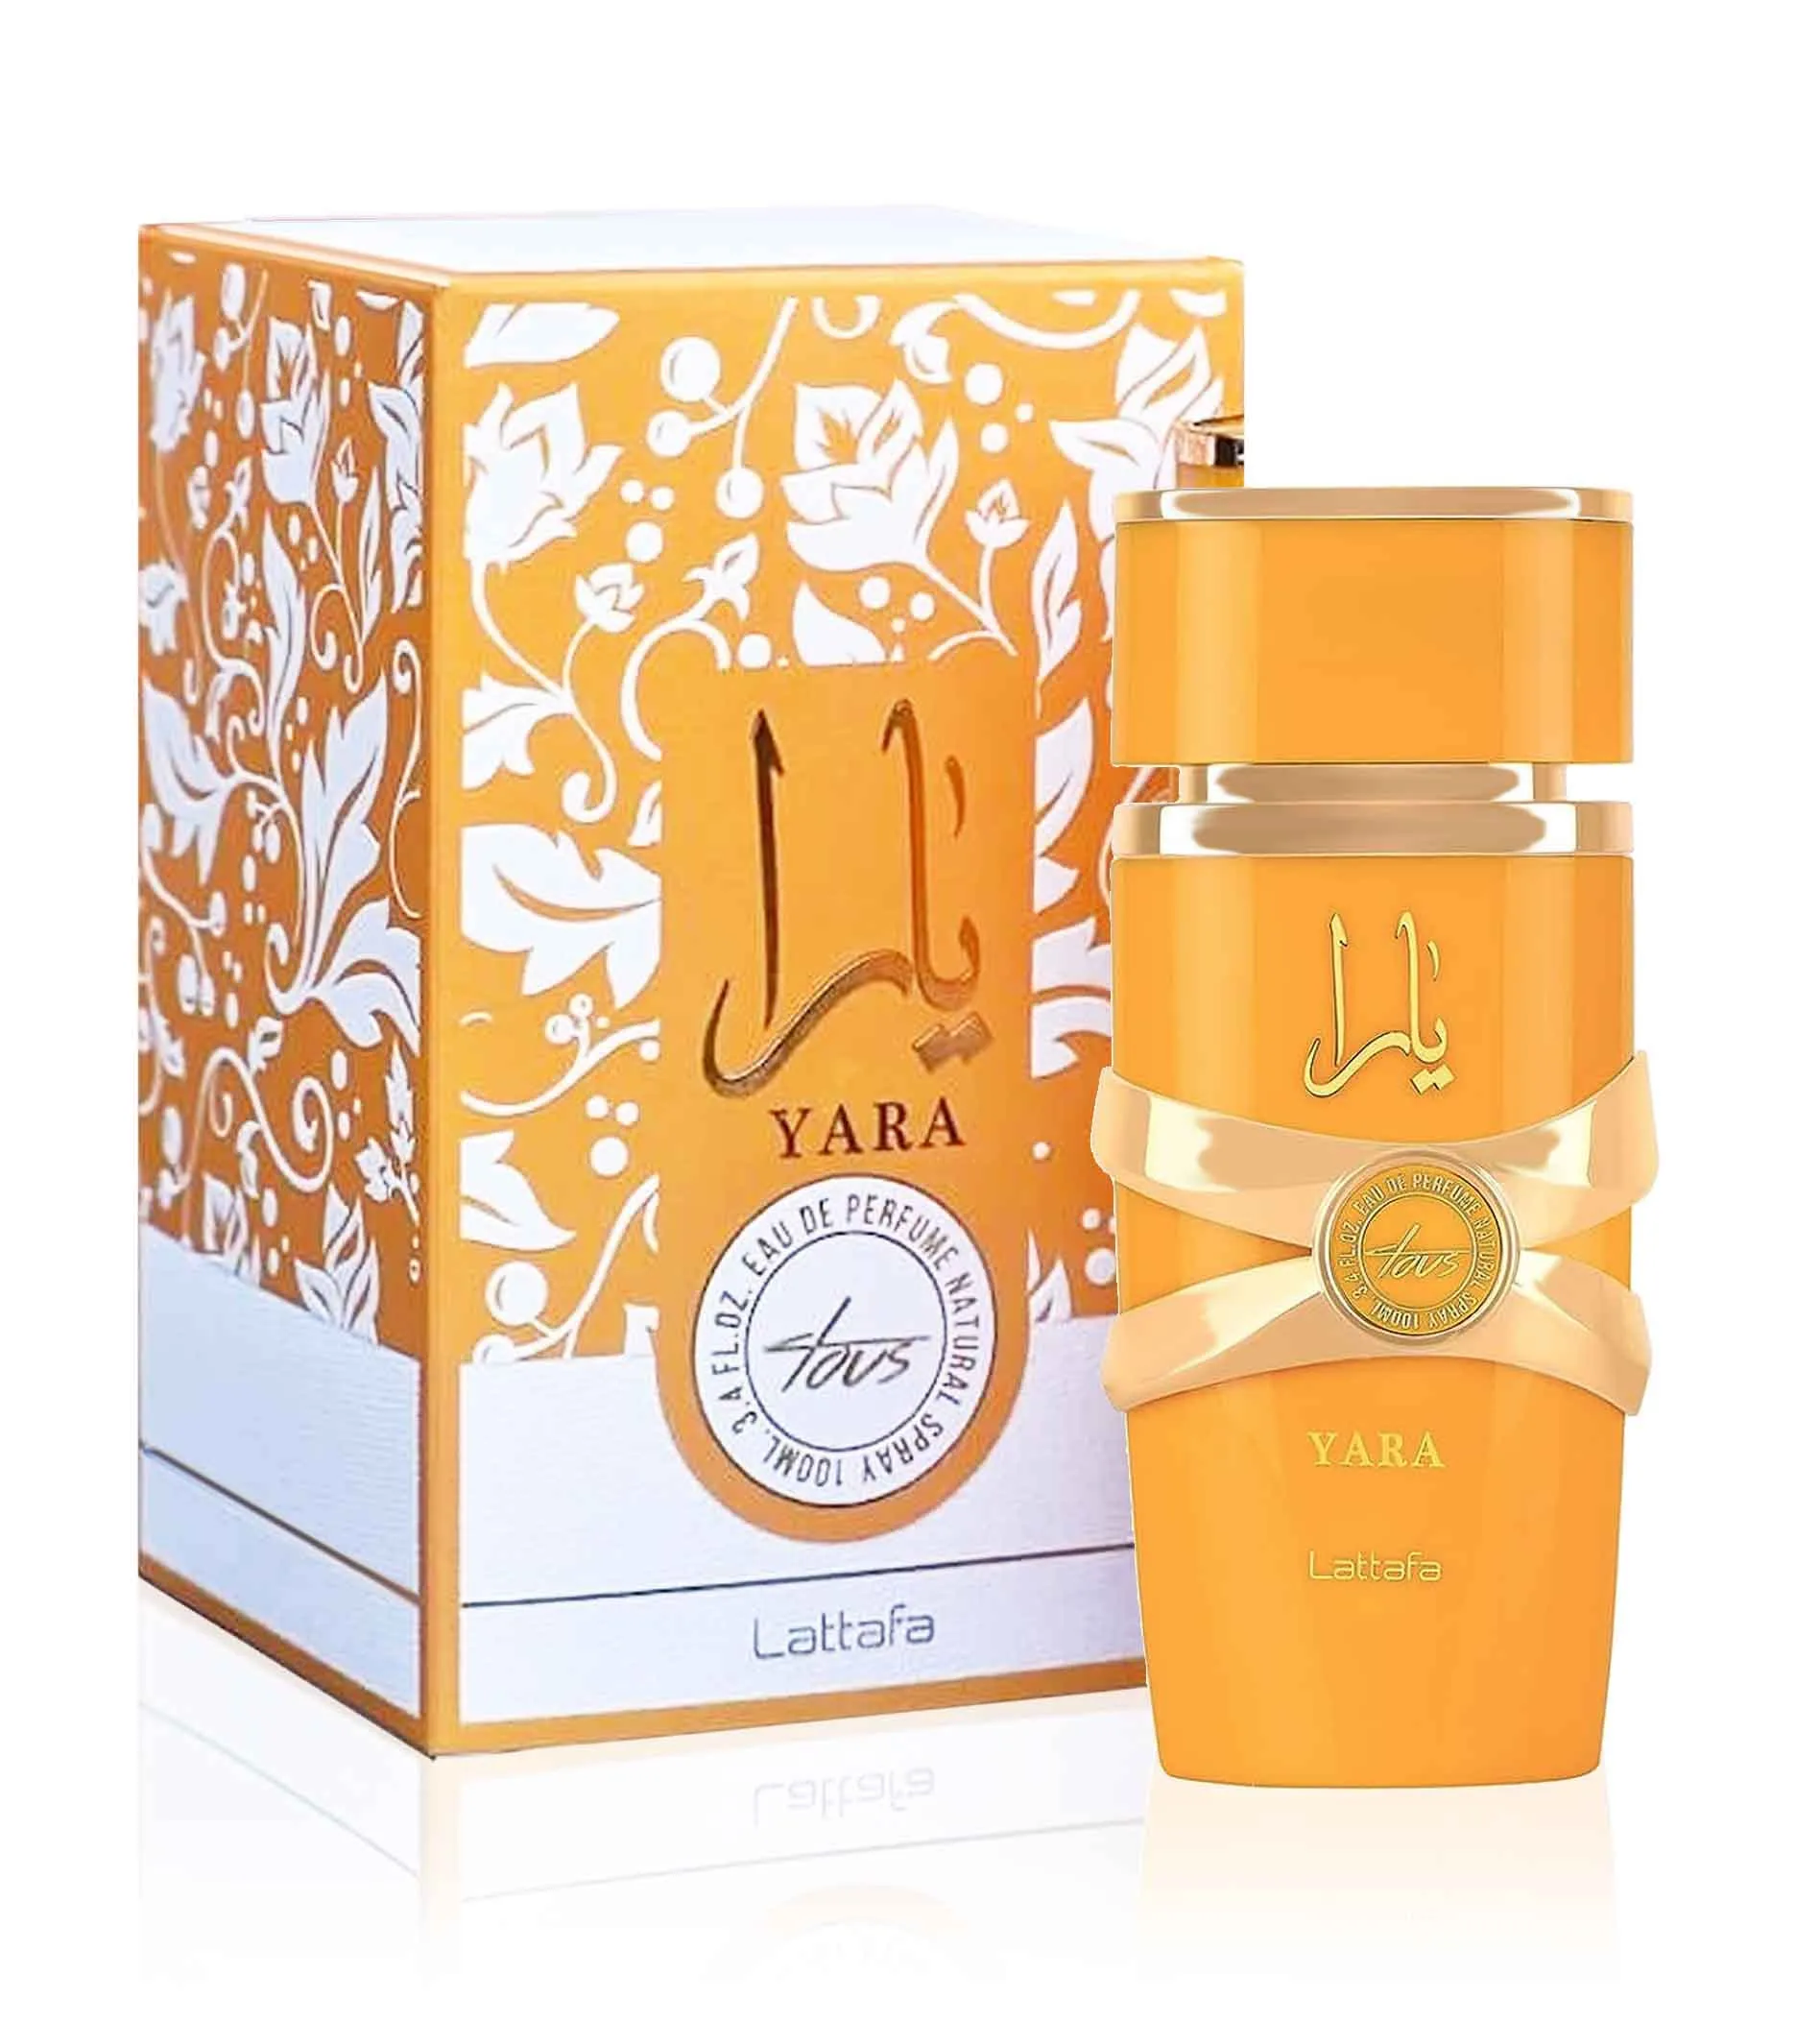 يارا
YARA
EAU DE PERFUME NATURAL SPRAY 100ML. 3.4 FL.OZ.
tous
Lattafa
يارا
EAU DE PERFUME NATURAL SPRAY 100ML. 3.4 FL.OZ.
tous
YARA
Lattafa
Lattafa